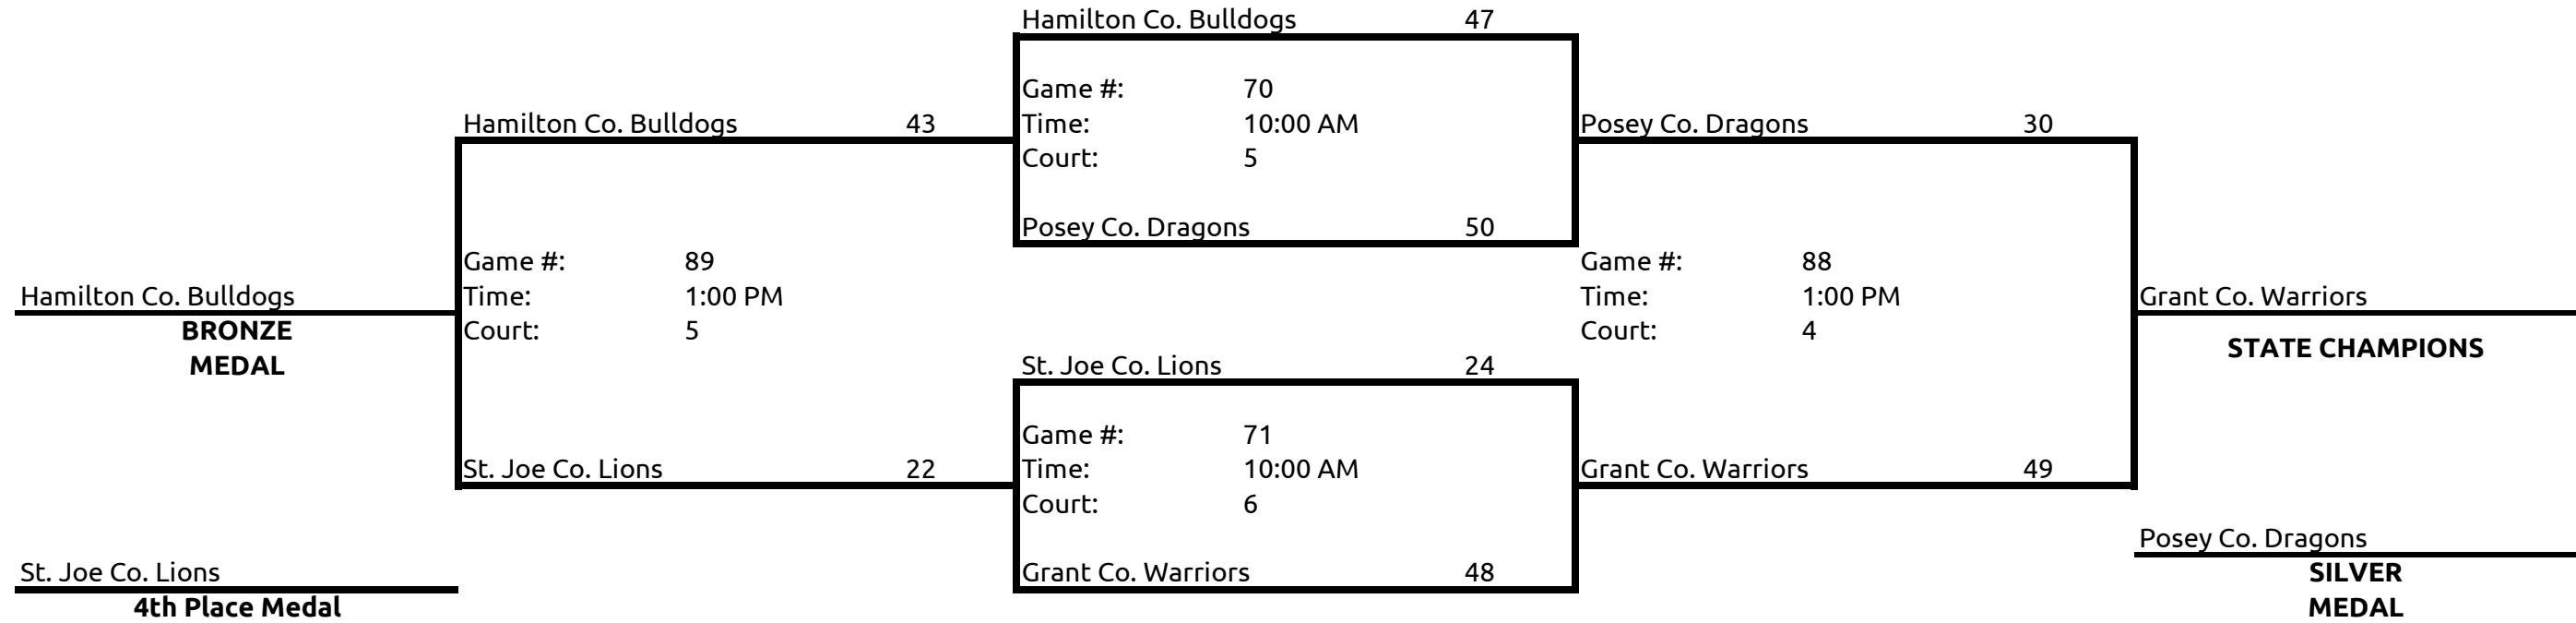 Hamilton Co. Bulldogs 47
Game #: 70
Hamilton Co. Bulldogs 43 Time: 10:00 AM Posey Co. Dragons 30
Court: 5
Posey Co. Dragons 50
Game #: 89 Game #: 88
Hamilton Co. Bulldogs Time: 1:00 PM Time: 1:00 PM Grant Co. Warriors
BRONZE Court: 5 Court: 4
STATE CHAMPIONS
MEDAL St. Joe Co. Lions 24
Game #: 71
St. Joe Co. Lions 22 Time: 10:00 AM Grant Co. Warriors 49
Court: 6
Posey Co. Dragons
St. Joe Co. Lions Grant Co. Warriors 48 SILVER
4th Place Medal MEDAL